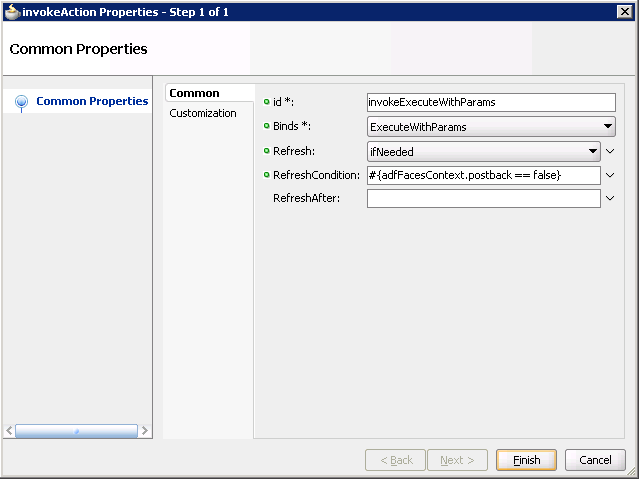 invokeAction Properties - Step 1 of 1
Common Properties
Common Properties
Common
Customization
id *:
invokeExecuteWithParams
Binds *:
ExecuteWithParams
Refresh:
ifNeeded
RefreshCondition:
#{adfFacesContext.postback == false}
RefreshAfter:
< Back
Next >
Finish
Cancel